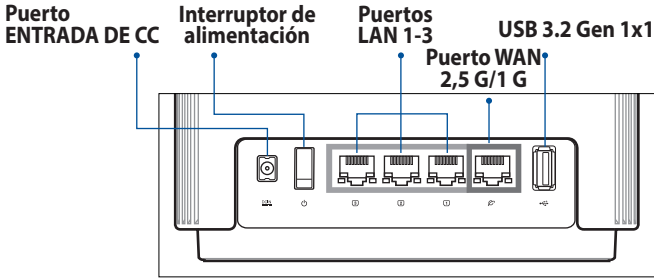 Puerto
ENTRADA DE CC
Interruptor de
alimentación
Puertos
LAN 1-3
Puerto WAN
2,5 G/1 G
USB 3.2 Gen 1x1